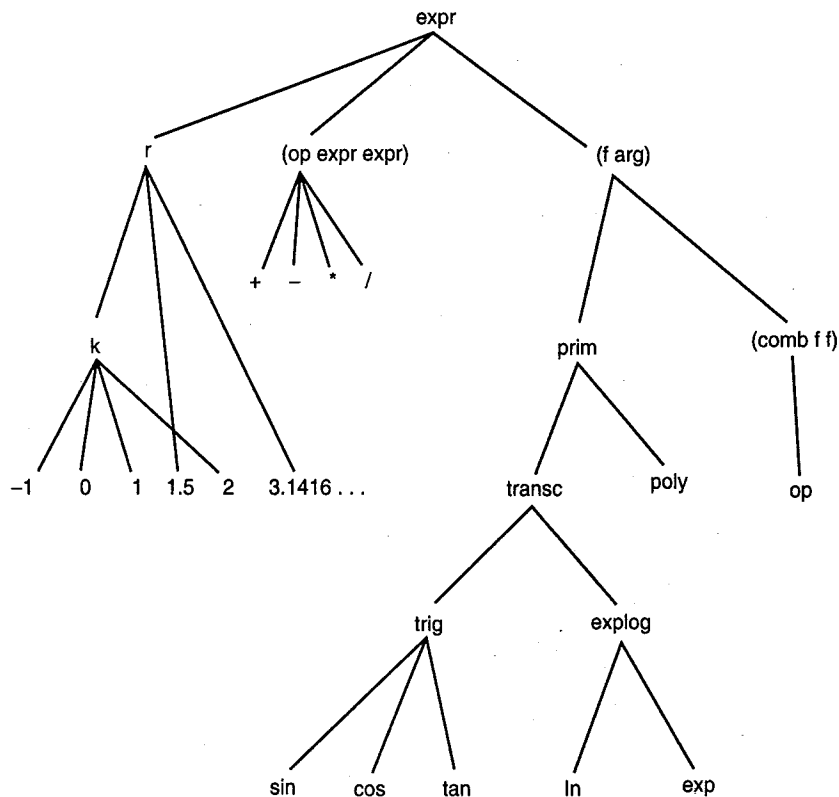 expr
r (op expr expr) (f arg)
+ − * /
k prim (comb f f)
−1 0 1 1.5 2 3.1416 . . . transc poly op
trig explog
sin cos tan ln exp